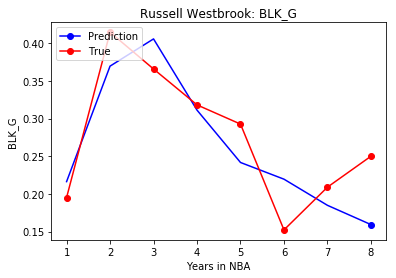 Russell Westbrook: BLK_G
Prediction
True
0.40
0.35
0.30
0.25
0.20
0.15
BLK_G
1 2 3 4 5 6 7 8
Years in NBA